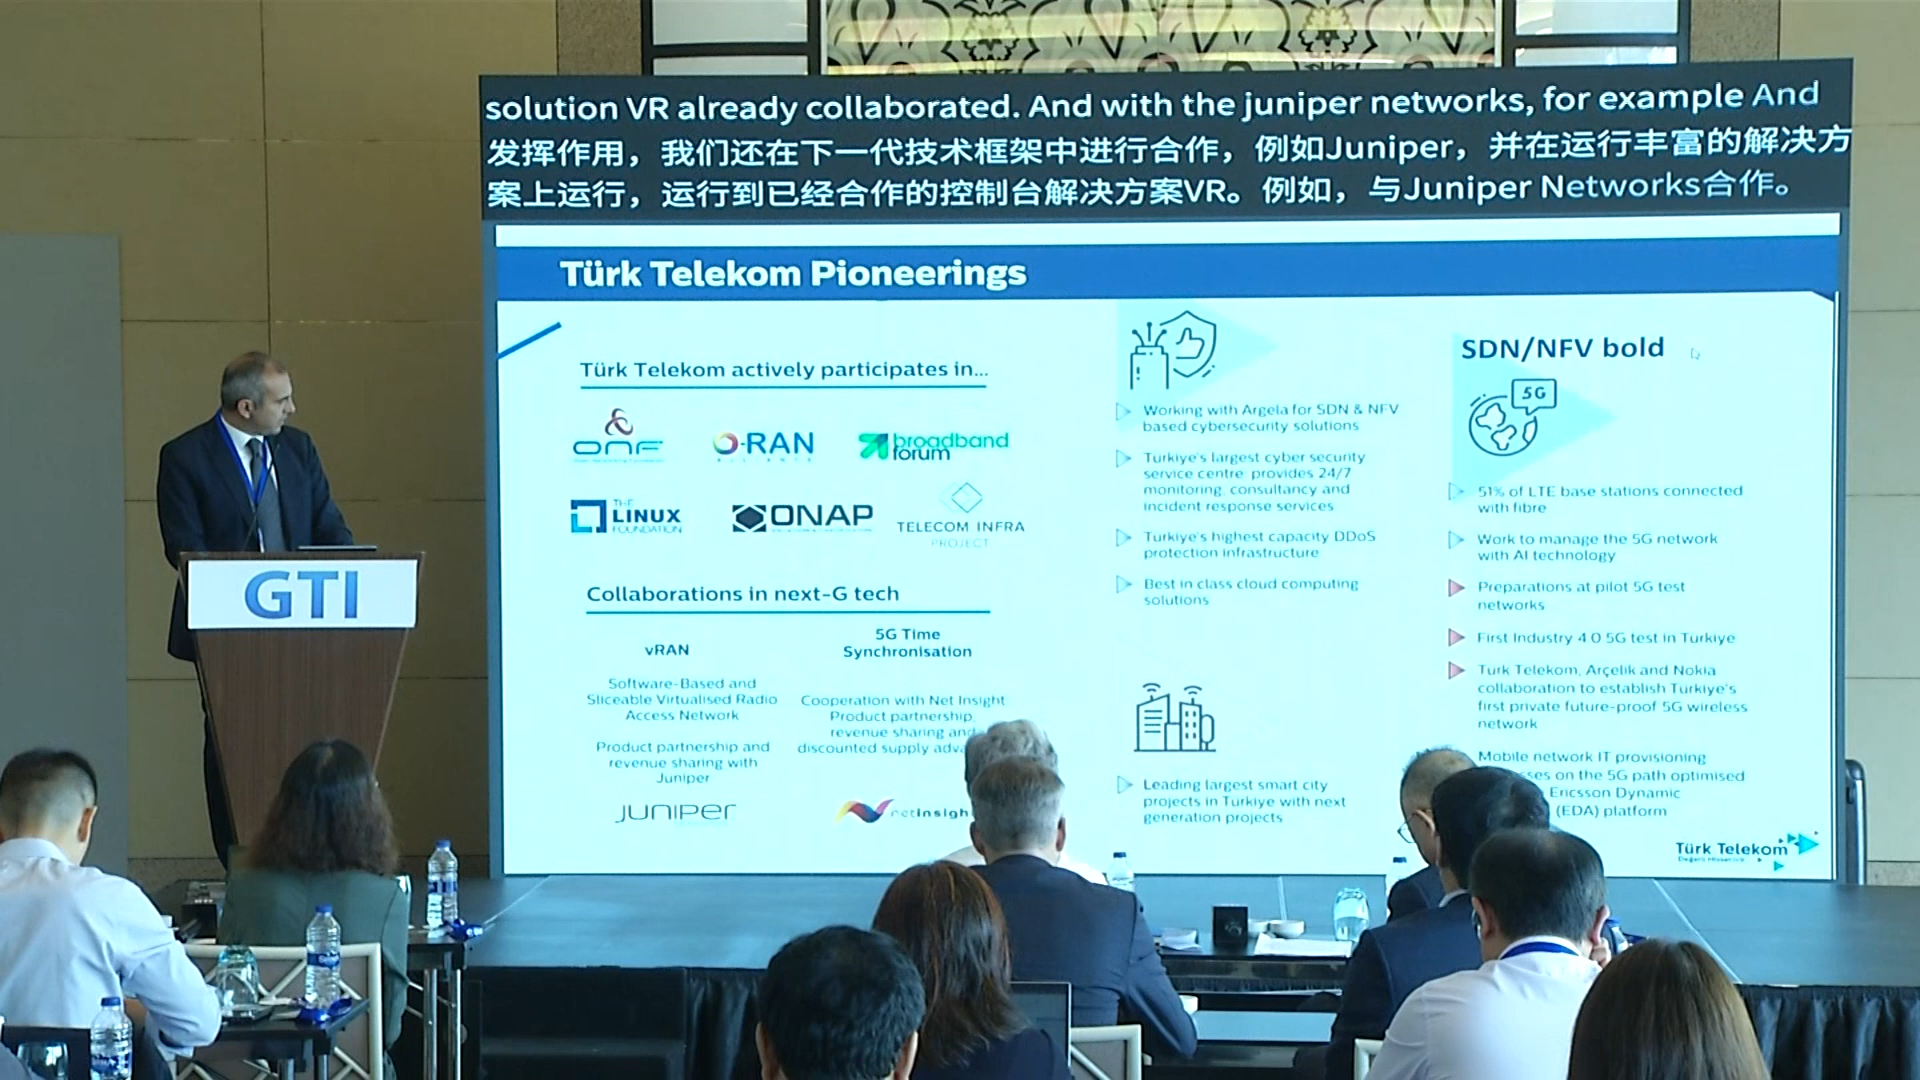 solution VR already collaborated. And with the juniper networks, for example And
发挥作用，我们还在下一代技术框架中进行合作，例如Juniper，并在运行丰富的解决方
案上运行，运行到已经合作的控制台解决方案VR。例如，与Juniper Networks合作。
Türk Telekom Pioneerings
Türk Telekom actively participates in...
ONF
O-RAN
ALLIANCE
broadband
forum
THE
LINUX
FOUNDATION
ONAP
TELECOM INFRA
PROJECT
Collaborations in next-G tech
vRAN
Software-Based and
Sliceable Virtualised Radio
Access Network
Product partnership and
revenue sharing with
Juniper
JUNIPer
5G Time
Synchronisation
Cooperation with Net Insight
Product partnership,
revenue sharing and
discounted supply
netinsigh
Working with Argela for SDN & NFV
based cybersecurity solutions
Turkiye's largest cyber security
service centre, provides 24/7
monitoring, consultancy and
incident response services
Turkiye's highest capacity DDoS
protection infrastructure
Best in class cloud computing
solutions
Leading largest smart city
projects in Turkiye with next
generation projects
SDN/NFV bold
5G
51% of LTE base stations connected
with fibre
Work to manage the 5G network
with AI technology
Preparations at pilot 5G test
networks
First Industry 4.0 5G test in Turkiye
Türk Telekom, Arçelik and Nokia
collaboration to establish Turkiye's
first private future-proof 5G wireless
network
Mobile network IT provisioning
on the 5G path optimised
Ericsson Dynamic
(EDA) platform
Türk Telekom
GTI